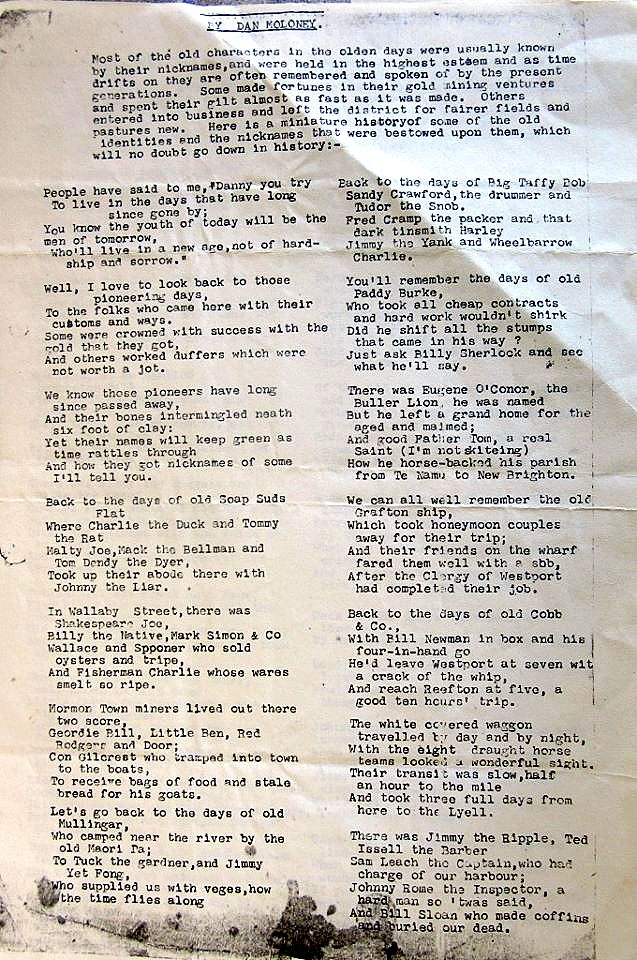 BY DAN MOLONEY.
Most of the old characters in the olden days were usually known
by their nicknames,and were held in the highest esteem and as time
drifts on they are often remembered and spoken of by the present
generations. Some made fortunes in their gold mining ventures
and spent their gilt almost as fast as it was made. Others
entered into business and left the district for fairer fields and
pastures new. Here is a miniature historyof some of the old
identities and the nicknames that were bestowed upon them, which
will no doubt go down in history:-
People have said to me,"Danny you try
To live in the days that have long
since gone by;
You know the youth of today will be the
men of tomorrow,
Who'll live in a new age,not of hard-
ship and sorrow."
Well, I love to look back to those
pioneering days,
To the folks who came here with their
customs and ways.
Some were crowned with success with the
gold that they got,
And others worked duffers which were
not worth a jot.
We know those pioneers have long
since passed away,
And their bones intermingled neath
six foot of clay:
Yet their names will keep green as
time rattles through
And how they got nicknames of some
I'll tell you.
Back to the days of old Soap Suds
Flat
Where Charlie the Duck and Tommy
the Rat
Malty Joe,Mack the Bellman and
Tom Dendy the Dyer,
Took up their abode there with
Johnny the Liar.
In Wallaby Street,there was
Shakespeare Joe,
Billy the Native,Mark Simon & Co
Wallace and Spponer who sold
oysters and tripe,
And Fisherman Charlie whose wares
smelt so ripe.
Mormon Town miners lived out there
two score,
Geordie Bill, Little Ben, Red
Rodgers and Door;
Con Gilcrest who tramped into town
to the boats,
To receive bags of food and stale
bread for his goats.
Let's go back to the days of old
Mullingar,
Who camped near the river by the
old Maori Pa;
To Tuck the gardner,and Jimmy
Yet Fong,
Who supplied us with veges,how
the time flies along
Back to the days of Big Taffy Bob
Sandy Crawford,the drummer and
Tudor the Snob,
Fred Cramp the packer and that
dark tinsmith Harley
Jimmy the Yank and Wheelbarrow
Charlie.
You'll remember the days of old
Paddy Burke,
Who took all cheap contracts
and hard work wouldn't shirk
Did he shift all the stumps
that came in his way ?
Just ask Billy Sherlock and see
what he'll say.
There was Eugene O'Conor, the
Buller Lion, he was named
But he left a grand home for the
aged and maimed;
And good Father Tom, a real
Saint (I'm not skiteing)
How he horse-backed his parish
from Te Namu to New Brighton.
We can all well remember the old
Grafton ship,
Which took honeymoon couples
away for their trip;
And their friends on the wharf
fared them well with a sbb,
After the Clergy of Westport
had completed their job.
Back to the days of old Cobb
& Co.,
With Bill Newman in box and his
four-in-hand go
He'd leave Westport at seven wit
a crack of the whip,
And reach Reefton at five, a
good ten hours' trip.
The white covered waggon
travelled by day and by night,
With the eight draught horse
teams looked a wonderful sight.
Their transit was slow,half
an hour to the mile
And took three full days from
here to the Lyell.
There was Jimmy the Ripple, Ted
Issell the Barber
Sam Leach the Captain,who had
charge of our harbour;
Johnny Rome the Inspector, a
hard man so 'twas said,
And Bill Sloan who made coffins
and buried our dead.